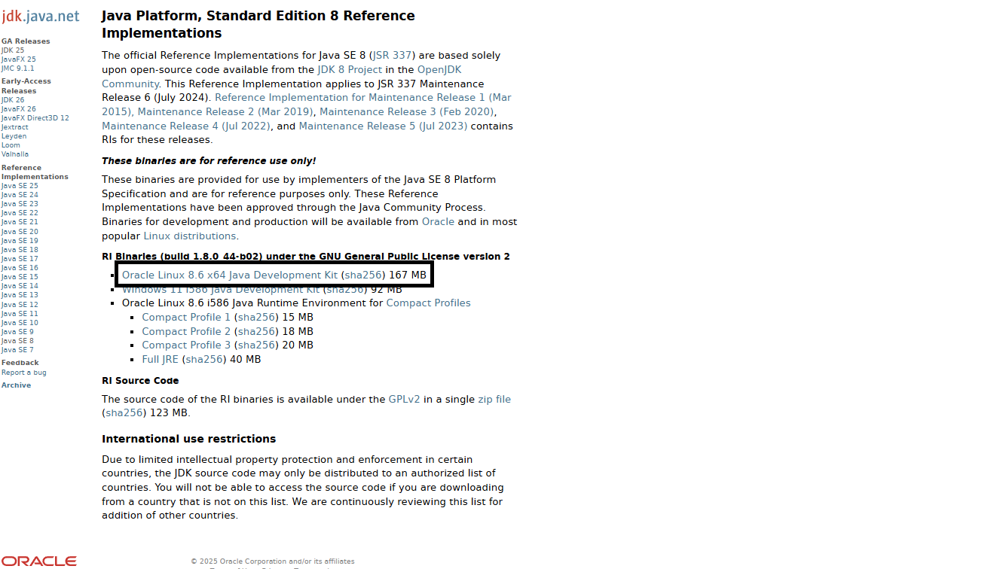 jdk.java.net
GA Releases
JDK 25
JavaFX 25
JMC 9.1.1
Early-Access
Releases
JDK 26
JavaFX 26
JavaFX Direct3D 12
Jextract
Leyden
Loom
Valhalla
Reference
Implementations
Java SE 25
Java SE 24
Java SE 23
Java SE 22
Java SE 21
Java SE 20
Java SE 19
Java SE 18
Java SE 17
Java SE 16
Java SE 15
Java SE 14
Java SE 13
Java SE 12
Java SE 11
Java SE 10
Java SE 9
Java SE 8
Java SE 7
Feedback
Report a bug
Archive
ORACLE
Java Platform, Standard Edition 8 Reference
Implementations
The official Reference Implementations for Java SE 8 (JSR 337) are based solely
upon open-source code available from the JDK 8 Project in the OpenJDK
Community. This Reference Implementation applies to JSR 337 Maintenance
Release 6 (July 2024). Reference Implementation for Maintenance Release 1 (Mar
2015), Maintenance Release 2 (Mar 2019), Maintenance Release 3 (Feb 2020),
Maintenance Release 4 (Jul 2022), and Maintenance Release 5 (Jul 2023) contains
RIs for these releases.
These binaries are for reference use only!
These binaries are provided for use by implementers of the Java SE 8 Platform
Specification and are for reference purposes only. These Reference
Implementations have been approved through the Java Community Process.
Binaries for development and production will be available from Oracle and in most
popular Linux distributions.
RI Binaries (build 1.8.0_44-b02) under the GNU General Public License version 2
Oracle Linux 8.6 x64 Java Development Kit (sha256) 167 MB
Windows 11 i586 Java Development Kit (sha256) 92 MB
Oracle Linux 8.6 i586 Java Runtime Environment for Compact Profiles
Compact Profile 1 (sha256) 15 MB
Compact Profile 2 (sha256) 18 MB
Compact Profile 3 (sha256) 20 MB
Full JRE (sha256) 40 MB
RI Source Code
The source code of the RI binaries is available under the GPLv2 in a single zip file
(sha256) 123 MB.
International use restrictions
Due to limited intellectual property protection and enforcement in certain
countries, the JDK source code may only be distributed to an authorized list of
countries. You will not be able to access the source code if you are downloading
from a country that is not on this list. We are continuously reviewing this list for
addition of other countries.
© 2025 Oracle Corporation and/or its affiliates